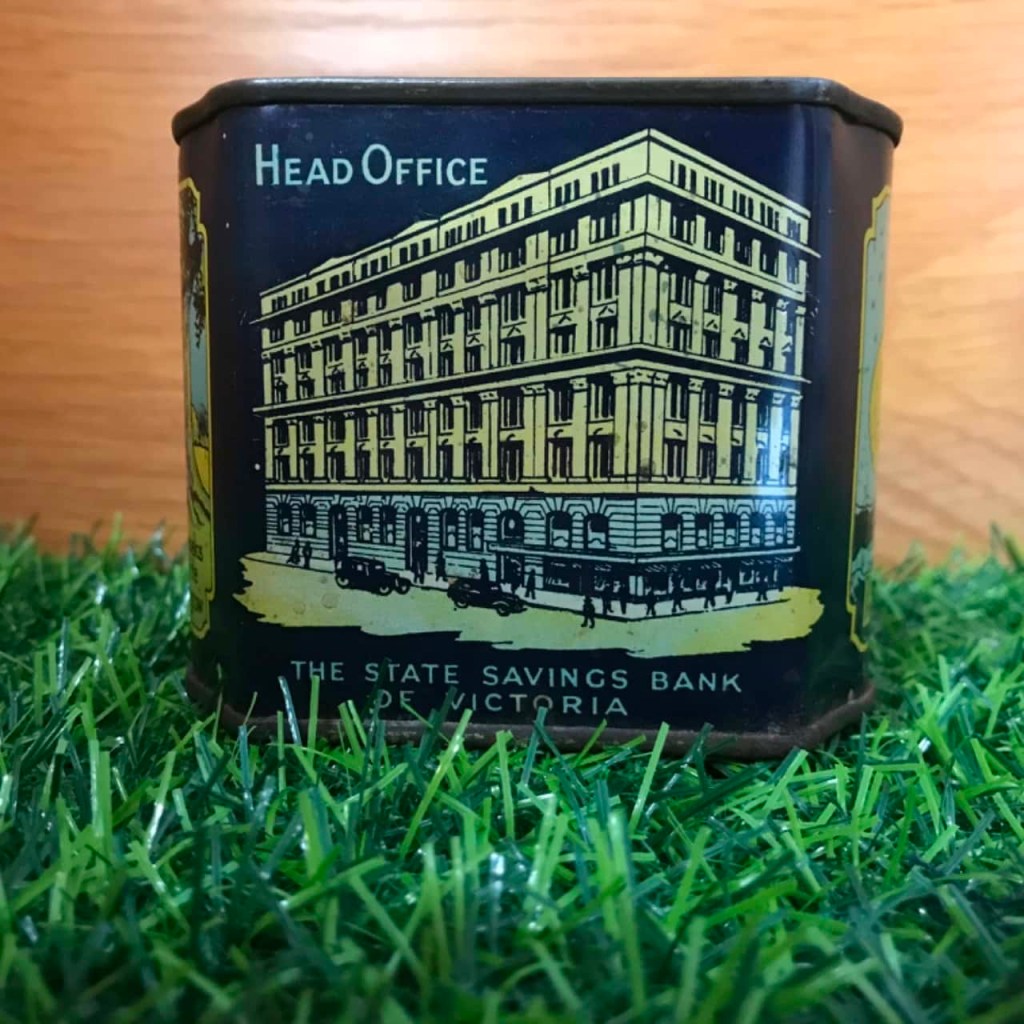 HEAD OFFICE
THE STATE SAVINGS BANK
OF VICTORIA